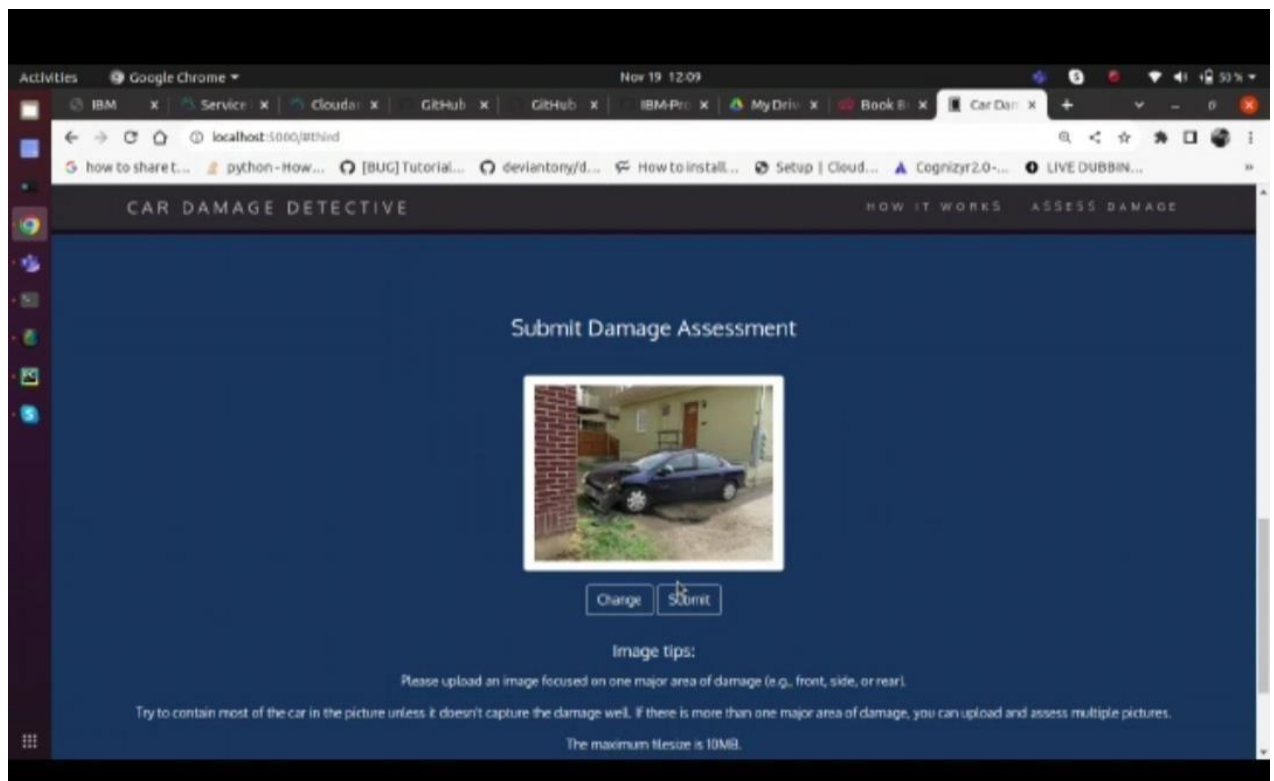 Activities Google Chrome Nov 19 12:09 50 %
IBM Service Cloudan GitHub GitHub IBM-Pro My Driv Book B Car Dam
localhost:5000/#third
how to share t... python - How... [BUG] Tutorial... deviantony/d... How to install... Setup | Cloud... Cognizyr2.0-... LIVE DUBBIN...
CAR DAMAGE DETECTIVE HOW IT WORKS ASSESS DAMAGE
Submit Damage Assessment
Change Submit
Image tips:
Please upload an image focused on one major area of damage (e.g., front, side, or rear).
Try to contain most of the car in the picture unless it doesn't capture the damage well. If there is more than one major area of damage, you can upload and assess multiple pictures.
The maximum filesize is 10MB.